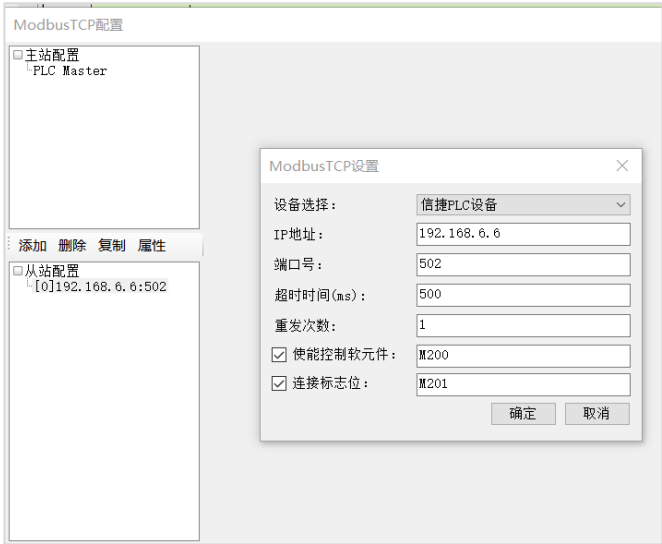 ModbusTCP配置
主站配置
PLC Master
添加 删除 复制 属性
从站配置
[0]192.168.6.6:502
ModbusTCP设置
设备选择： 信捷PLC设备
IP地址： 192.168.6.6
端口号： 502
超时时间(ms)： 500
重发次数： 1
使能控制软元件： M200
连接标志位： M201
确定 取消